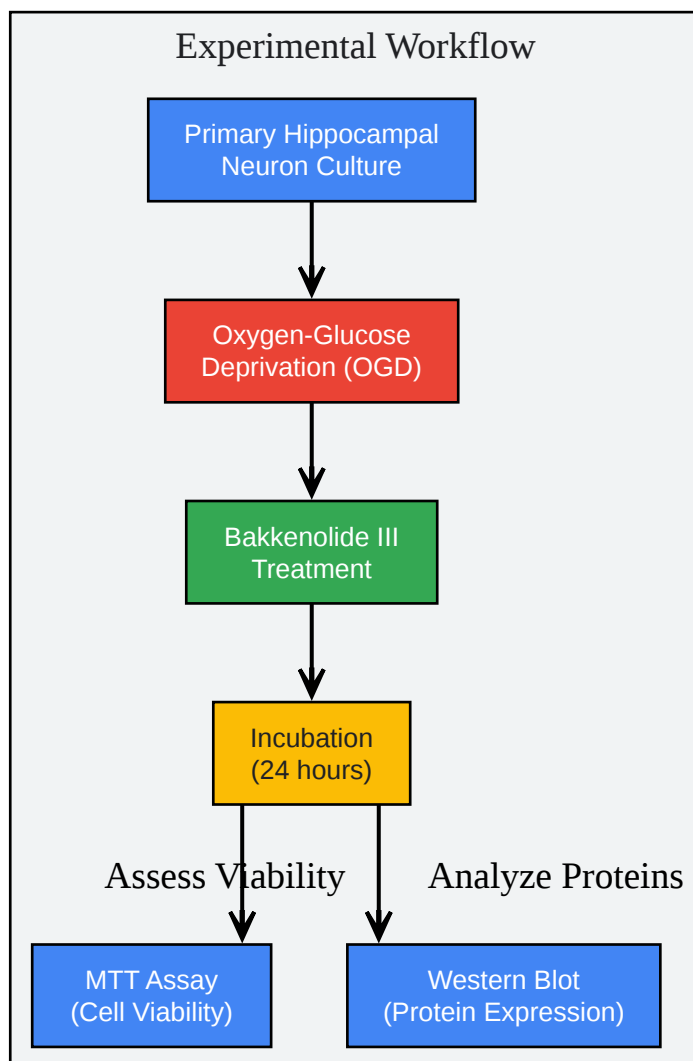 Experimental Workflow
Primary Hippocampal
Neuron Culture
Oxygen-Glucose
Deprivation (OGD)
Bakkenolide III
Treatment
Incubation
(24 hours)
Assess Viability
Analyze Proteins
MTT Assay
(Cell Viability)
Western Blot
(Protein Expression)